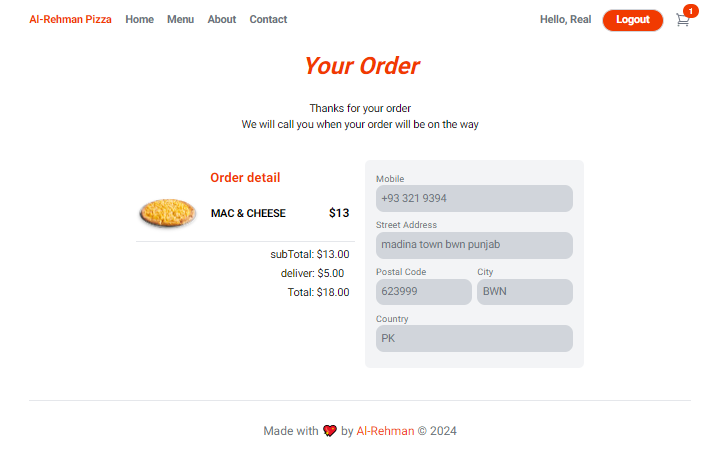 Al-Rehman Pizza Home Menu About Contact Hello, Real Logout 1
Your Order
Thanks for your order
We will call you when your order will be on the way
Order detail
MAC & CHEESE $13
subTotal: $13.00
deliver: $5.00
Total: $18.00
Mobile
+93 321 9394
Street Address
madina town bwn punjab
Postal Code City
623999 BWN
Country
PK
Made with by Al-Rehman © 2024